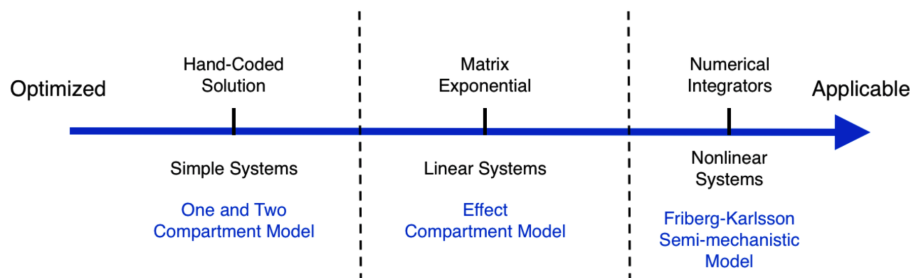 Optimized
Hand-Coded
Solution
Matrix
Exponential
Numerical
Integrators
Applicable
Simple Systems
Linear Systems
Nonlinear
Systems
One and Two
Compartment Model
Effect
Compartment Model
Friberg-Karlsson
Semi-mechanistic
Model